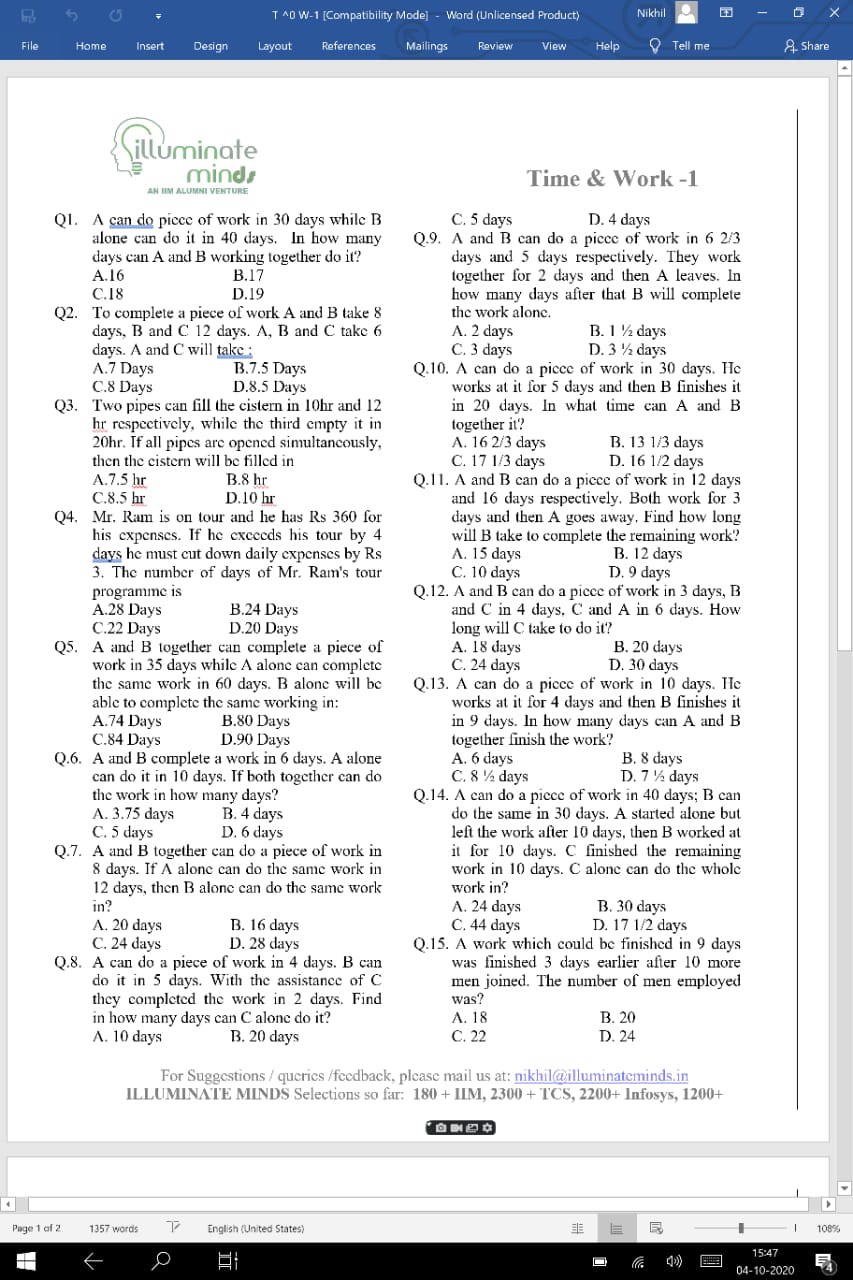 T ^0 W-1 [Compatibility Mode] - Word (Unlicensed Product)
Nikhil
File Home Insert Design Layout References Mailings Review View Help Tell me Share
illuminate
minds
AN IIM ALUMNI VENTURE
Time & Work -1
Q1. A can do piece of work in 30 days while B
alone can do it in 40 days. In how many
days can A and B working together do it?
A.16 B.17
C.18 D.19
Q2. To complete a piece of work A and B take 8
days, B and C 12 days. A, B and C take 6
days. A and C will take :
A.7 Days B.7.5 Days
C.8 Days D.8.5 Days
Q3. Two pipes can fill the cistern in 10hr and 12
hr respectively, while the third empty it in
20hr. If all pipes are opened simultaneously,
then the cistern will be filled in
A.7.5 hr B.8 hr
C.8.5 hr D.10 hr
Q4. Mr. Ram is on tour and he has Rs 360 for
his expenses. If he exceeds his tour by 4
days he must cut down daily expenses by Rs
3. The number of days of Mr. Ram's tour
programme is
A.28 Days B.24 Days
C.22 Days D.20 Days
Q5. A and B together can complete a piece of
work in 35 days while A alone can complete
the same work in 60 days. B alone will be
able to complete the same working in:
A.74 Days B.80 Days
C.84 Days D.90 Days
Q.6. A and B complete a work in 6 days. A alone
can do it in 10 days. If both together can do
the work in how many days?
A. 3.75 days B. 4 days
C. 5 days D. 6 days
Q.7. A and B together can do a piece of work in
8 days. If A alone can do the same work in
12 days, then B alone can do the same work
in?
A. 20 days B. 16 days
C. 24 days D. 28 days
Q.8. A can do a piece of work in 4 days. B can
do it in 5 days. With the assistance of C
they completed the work in 2 days. Find
in how many days can C alone do it?
A. 10 days B. 20 days
C. 5 days D. 4 days
Q.9. A and B can do a piece of work in 6 2/3
days and 5 days respectively. They work
together for 2 days and then A leaves. In
how many days after that B will complete
the work alone.
A. 2 days B. 1 ½ days
C. 3 days D. 3 ½ days
Q.10. A can do a piece of work in 30 days. He
works at it for 5 days and then B finishes it
in 20 days. In what time can A and B
together it?
A. 16 2/3 days B. 13 1/3 days
C. 17 1/3 days D. 16 1/2 days
Q.11. A and B can do a piece of work in 12 days
and 16 days respectively. Both work for 3
days and then A goes away. Find how long
will B take to complete the remaining work?
A. 15 days B. 12 days
C. 10 days D. 9 days
Q.12. A and B can do a piece of work in 3 days, B
and C in 4 days, C and A in 6 days. How
long will C take to do it?
A. 18 days B. 20 days
C. 24 days D. 30 days
Q.13. A can do a piece of work in 10 days. He
works at it for 4 days and then B finishes it
in 9 days. In how many days can A and B
together finish the work?
A. 6 days B. 8 days
C. 8 ½ days D. 7 ½ days
Q.14. A can do a piece of work in 40 days; B can
do the same in 30 days. A started alone but
left the work after 10 days, then B worked at
it for 10 days. C finished the remaining
work in 10 days. C alone can do the whole
work in?
A. 24 days B. 30 days
C. 44 days D. 17 1/2 days
Q.15. A work which could be finished in 9 days
was finished 3 days earlier after 10 more
men joined. The number of men employed
was?
A. 18 B. 20
C. 22 D. 24
For Suggestions / queries /feedback, please mail us at: nikhil@illuminateminds.in
ILLUMINATE MINDS Selections so far: 180 + IIM, 2300 + TCS, 2200+ Infosys, 1200+
Page 1 of 2 1357 words English (United States) 108%
15:47
04-10-2020
4